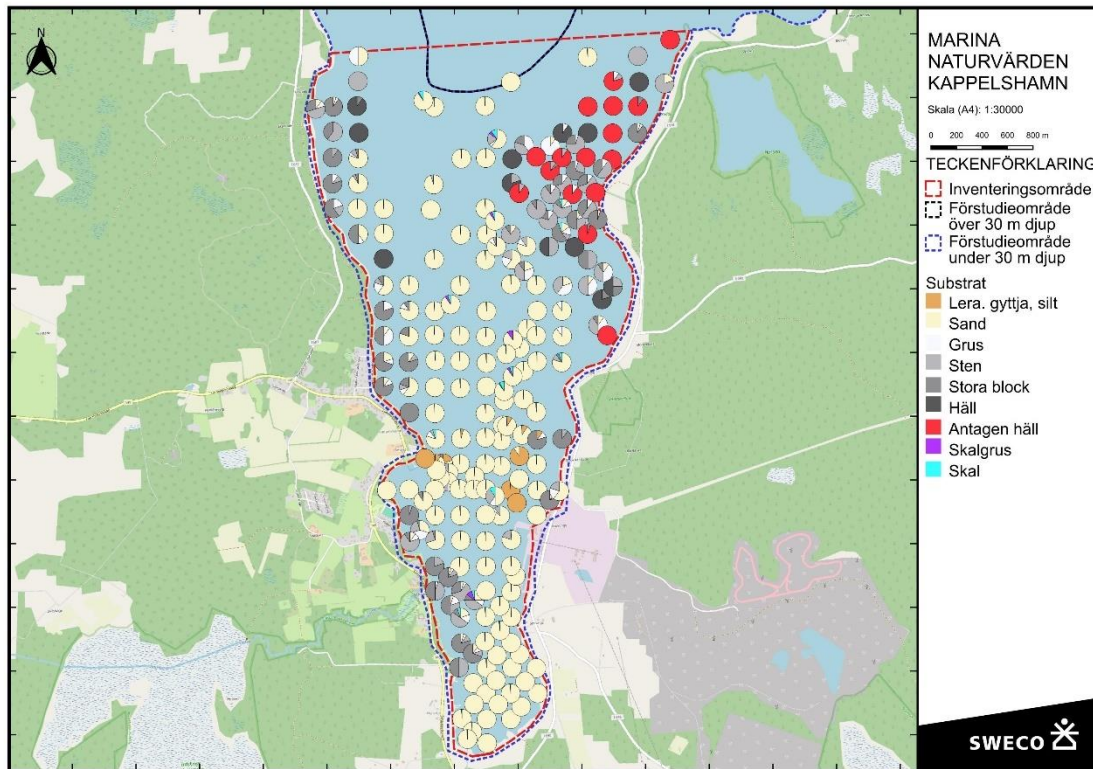 N
MARINA
NATURVÄRDEN
KAPPELSHAMN
Skala (A4): 1:30000
0 200 400 600 800 m
TECKENFÖRKLARING
Inventeringsområde
Förstudieområde
över 30 m djup
Förstudieområde
under 30 m djup
Substrat
Lera. gyttja, silt
Sand
Grus
Sten
Stora block
Häll
Antagen häll
Skalgrus
Skal
SWECO